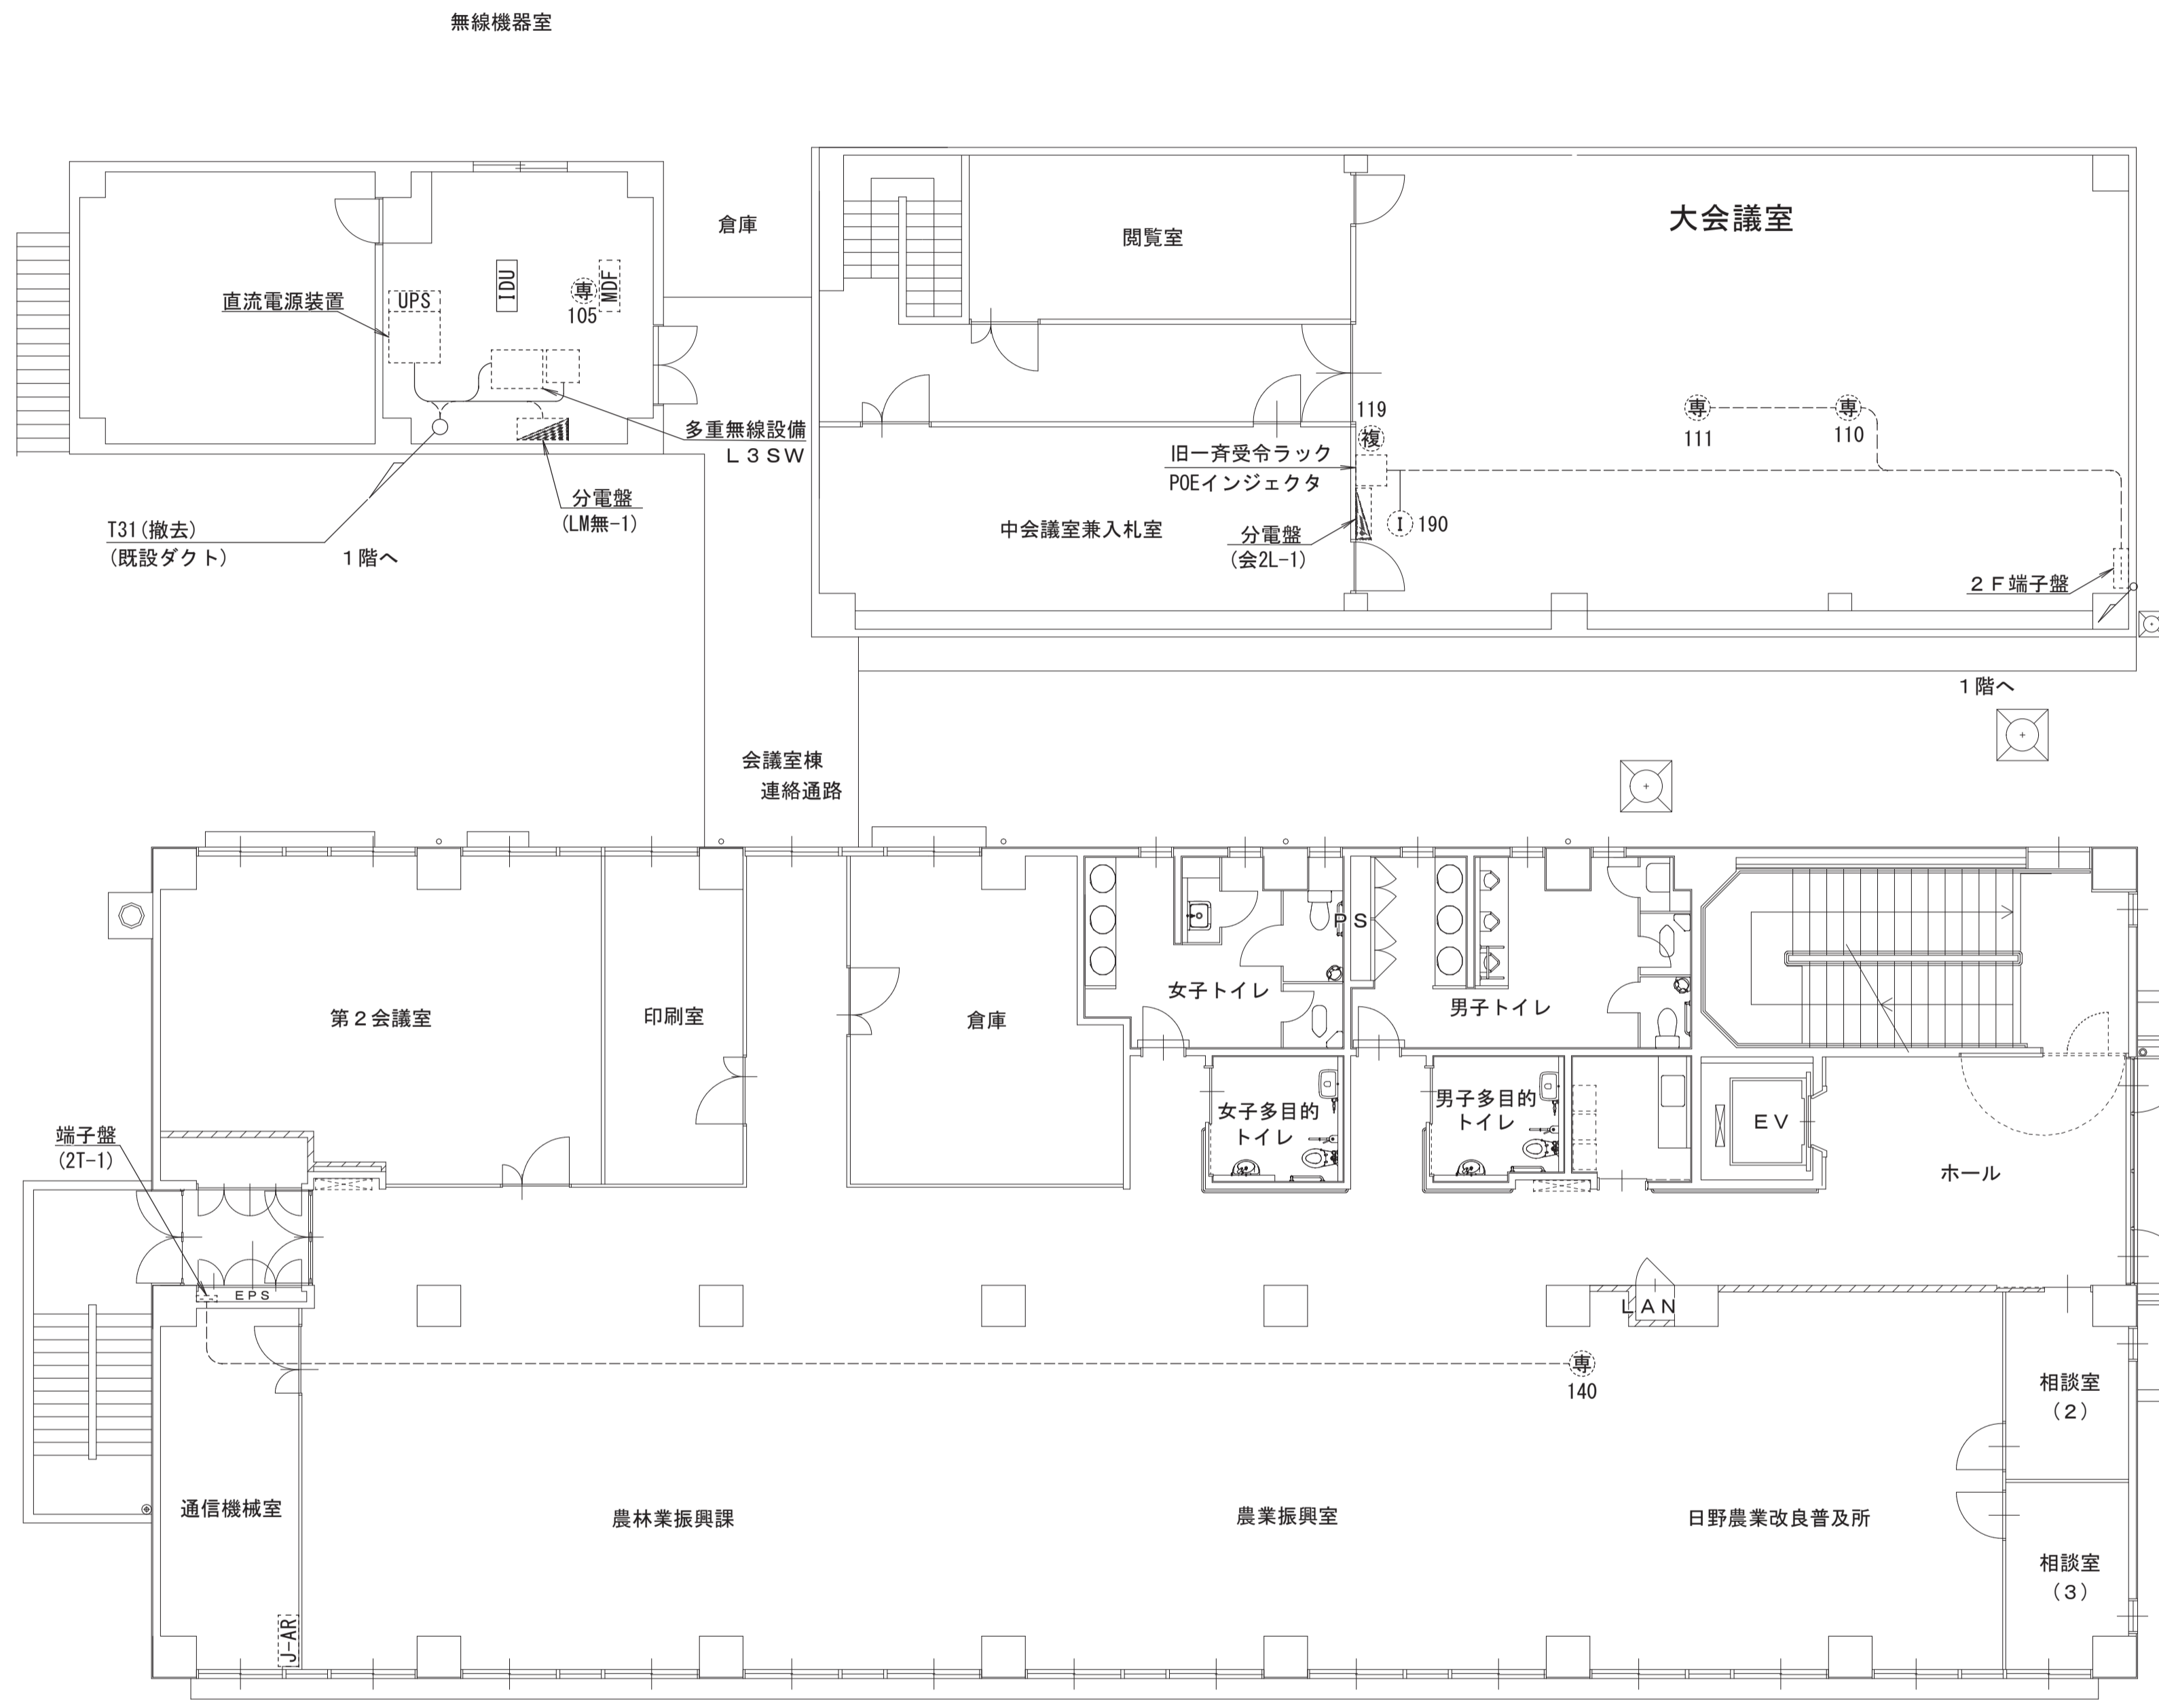 無線機器室
倉庫
直流電源装置
UPS
IDU
専
105
MDF
多重無線設備
L3SW
分電盤
(LM無-1)
T31(撤去)
(既設ダクト)
1階へ
閲覧室
大会議室
119
複
旧一斉受令ラック
POEインジェクタ
中会議室兼入札室
分電盤
(会2L-1)
I 190
専
111
専
110
2F端子盤
1階へ
会議室棟
連絡通路
第2会議室
印刷室
倉庫
女子トイレ
PS
男子トイレ
女子多目的
トイレ
男子多目的
トイレ
EV
ホール
端子盤
(2T-1)
EPS
LAN
専
140
相談室
(2)
通信機械室
農林業振興課
農業振興室
日野農業改良普及所
相談室
(3)
J-AR